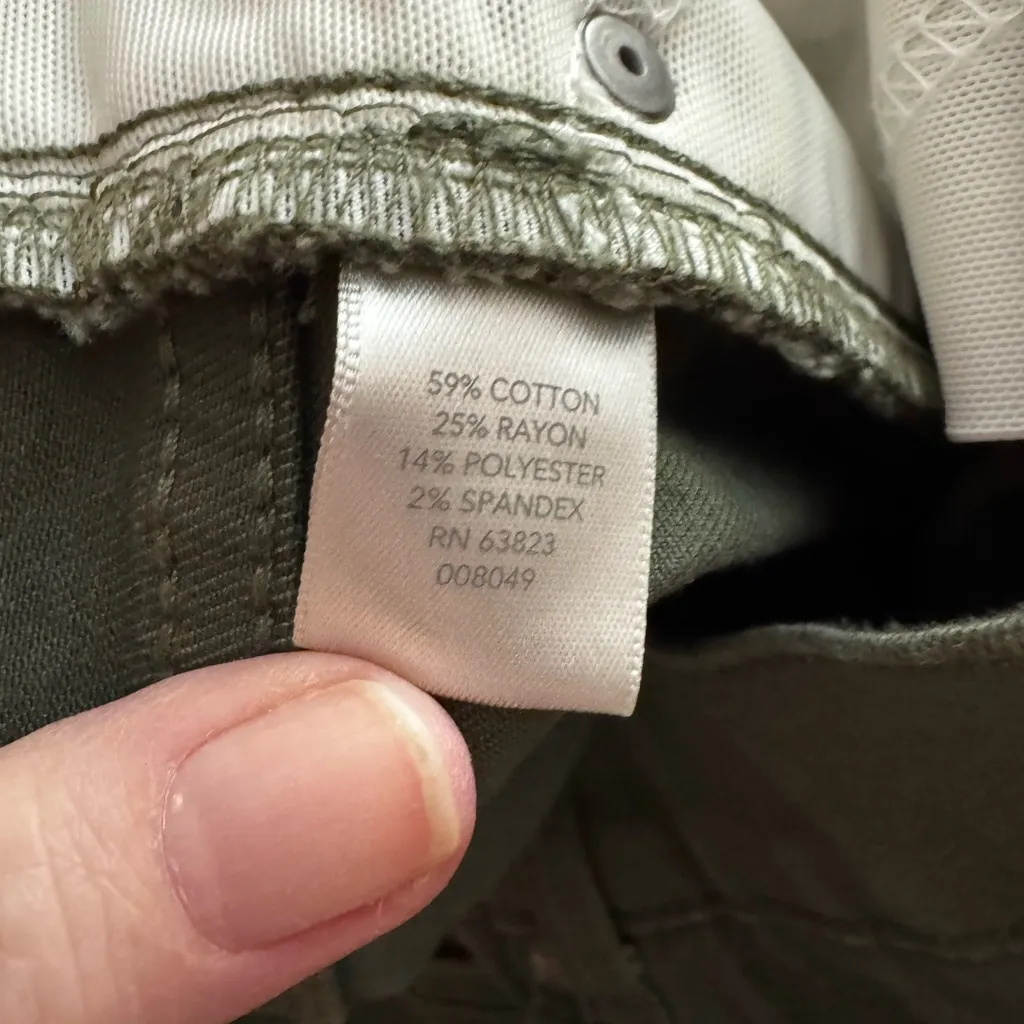 59% COTTON
25% RAYON
14% POLYESTER
2% SPANDEX
RN 63823
008049